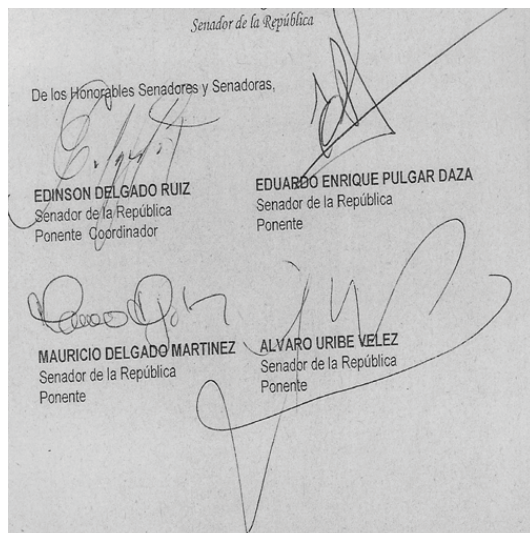 Senador de la República
De los Honorables Senadores y Senadoras,
EDINSON DELGADO RUIZ
Senador de la República
Ponente Coordinador
EDUARDO ENRIQUE PULGAR DAZA
Senador de la República
Ponente
MAURICIO DELGADO MARTINEZ
Senador de la República
Ponente
ALVARO URIBE VELEZ
Senador de la República
Ponente